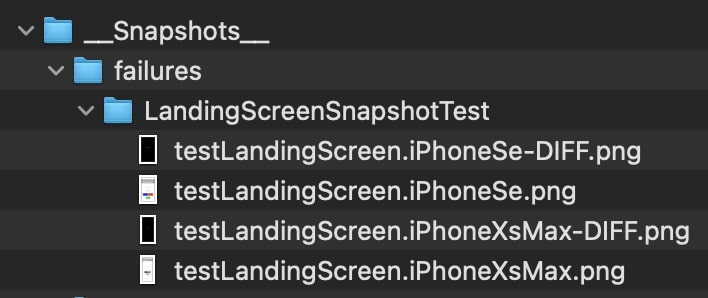 __Snapshots__
failures
LandingScreenSnapshotTest
testLandingScreen.iPhoneSe-DIFF.png
testLandingScreen.iPhoneSe.png
testLandingScreen.iPhoneXsMax-DIFF.png
testLandingScreen.iPhoneXsMax.png